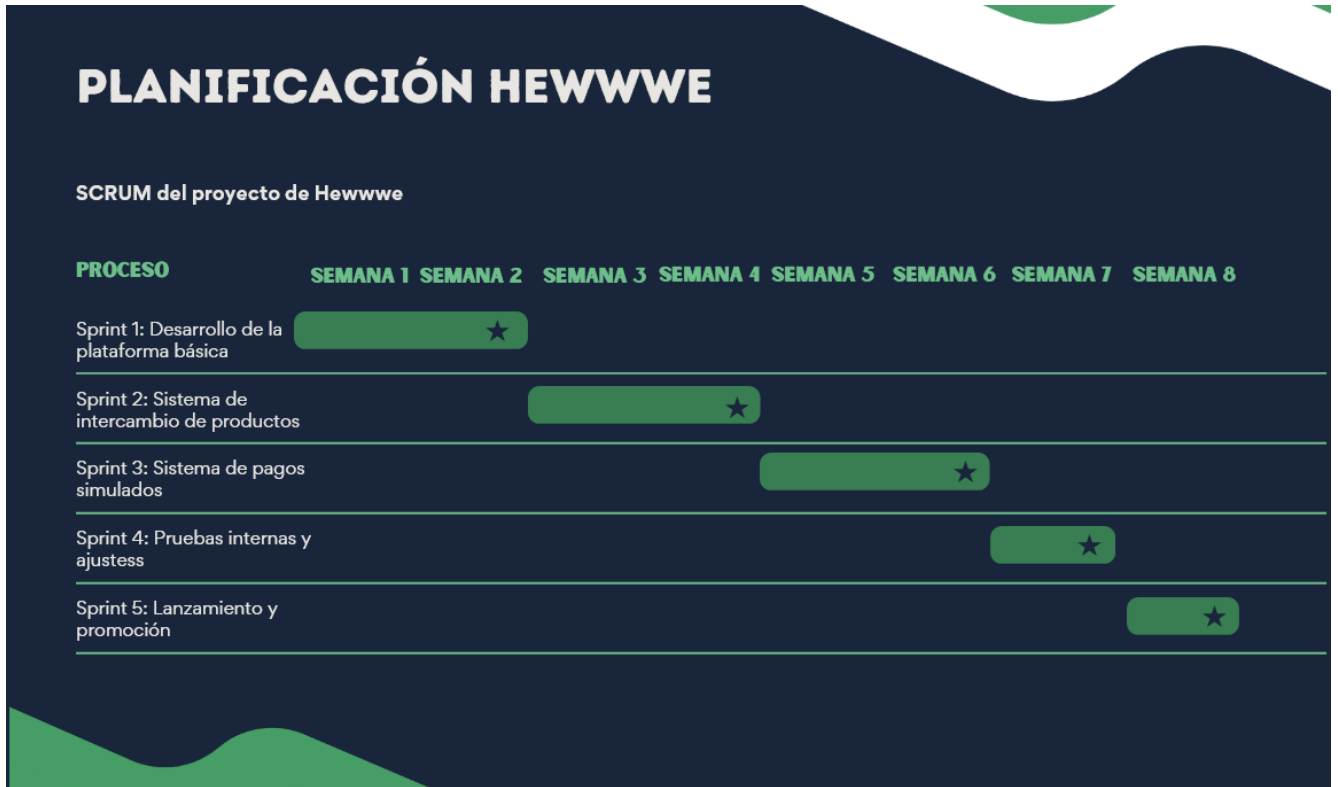 PLANIFICACIÓN HEWWWE
SCRUM del proyecto de Hewwwe
PROCESO SEMANA 1 SEMANA 2 SEMANA 3 SEMANA 4 SEMANA 5 SEMANA 6 SEMANA 7 SEMANA 8
Sprint 1: Desarrollo de la
plataforma básica
Sprint 2: Sistema de
intercambio de productos
Sprint 3: Sistema de pagos
simulados
Sprint 4: Pruebas internas y
ajustess
Sprint 5: Lanzamiento y
promoción